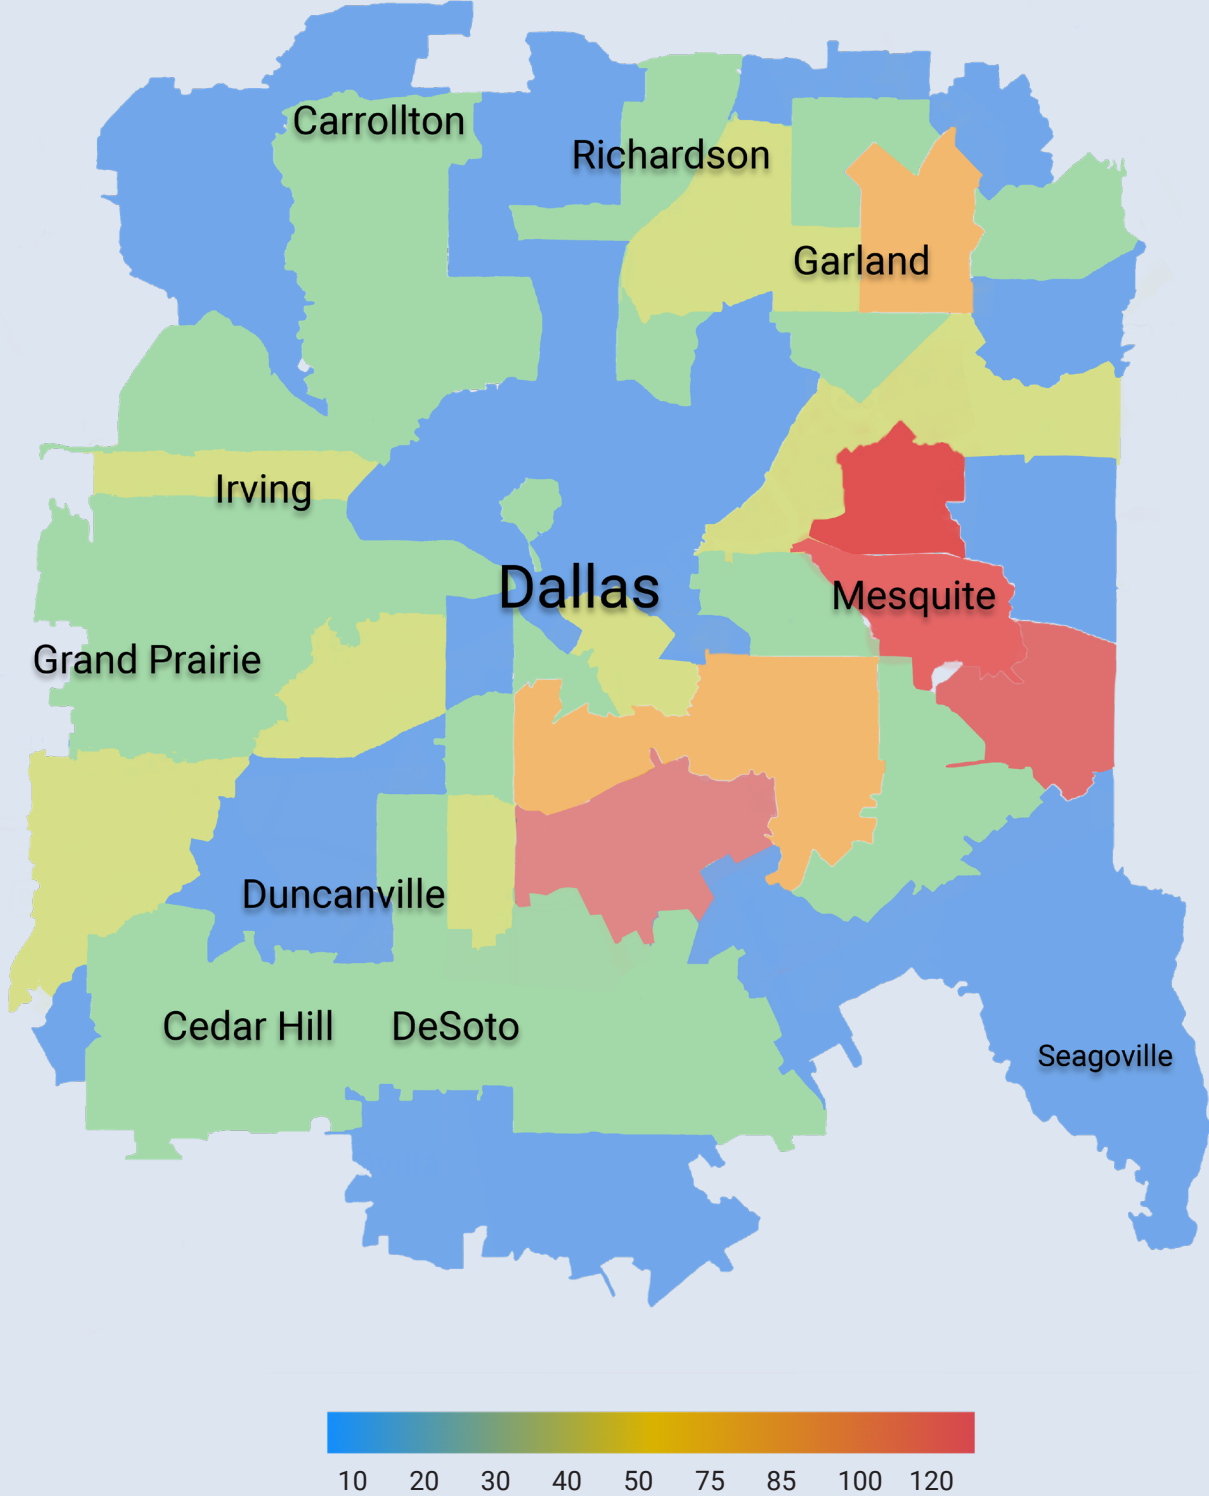 Carrollton
Richardson
Garland
Irving
Dallas
Mesquite
Grand Prairie
Duncanville
Cedar Hill
DeSoto
Seagoville
10 20 30 40 50 75 85 100 120